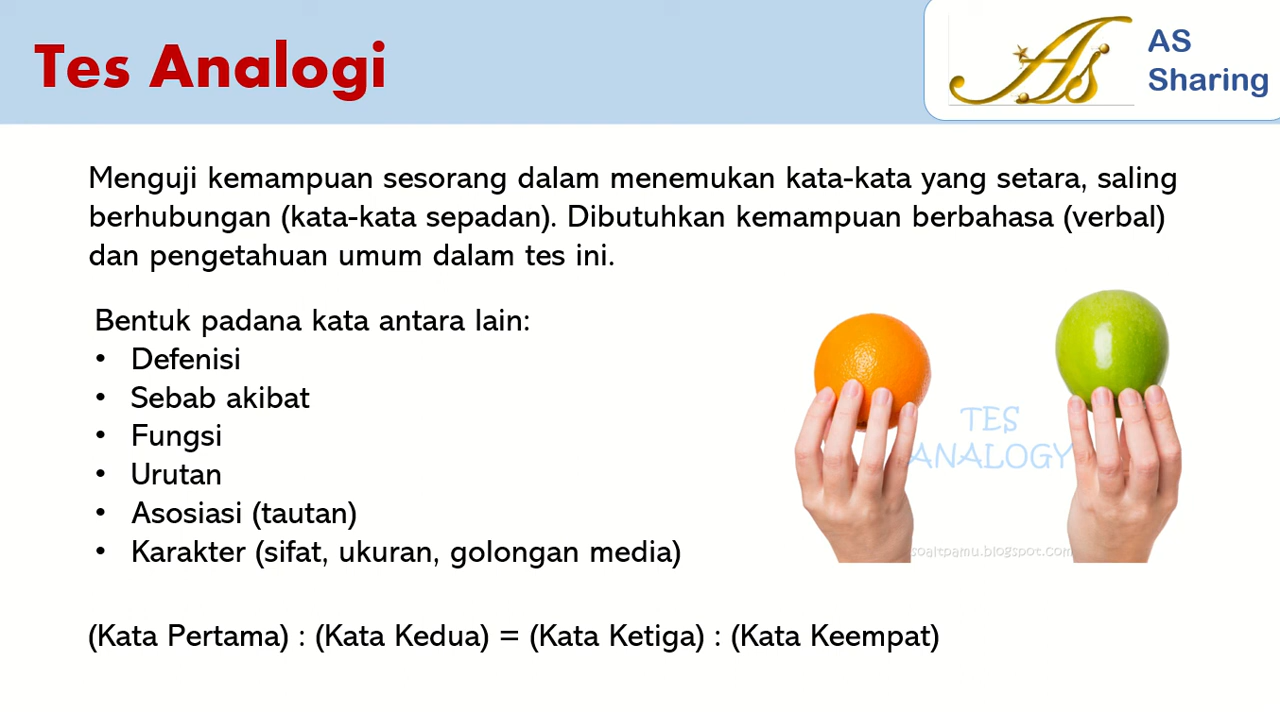 Tes Analogi
As
AS
Sharing
Menguji kemampuan sesorang dalam menemukan kata-kata yang setara, saling
berhubungan (kata-kata sepadan). Dibutuhkan kemampuan berbahasa (verbal)
dan pengetahuan umum dalam tes ini.
Bentuk padana kata antara lain:
• Defenisi
• Sebab akibat
• Fungsi
• Urutan
• Asosiasi (tautan)
• Karakter (sifat, ukuran, golongan media)
TES
ANALOGY
soaltpamu.blogspot.com
(Kata Pertama) : (Kata Kedua) = (Kata Ketiga) : (Kata Keempat)